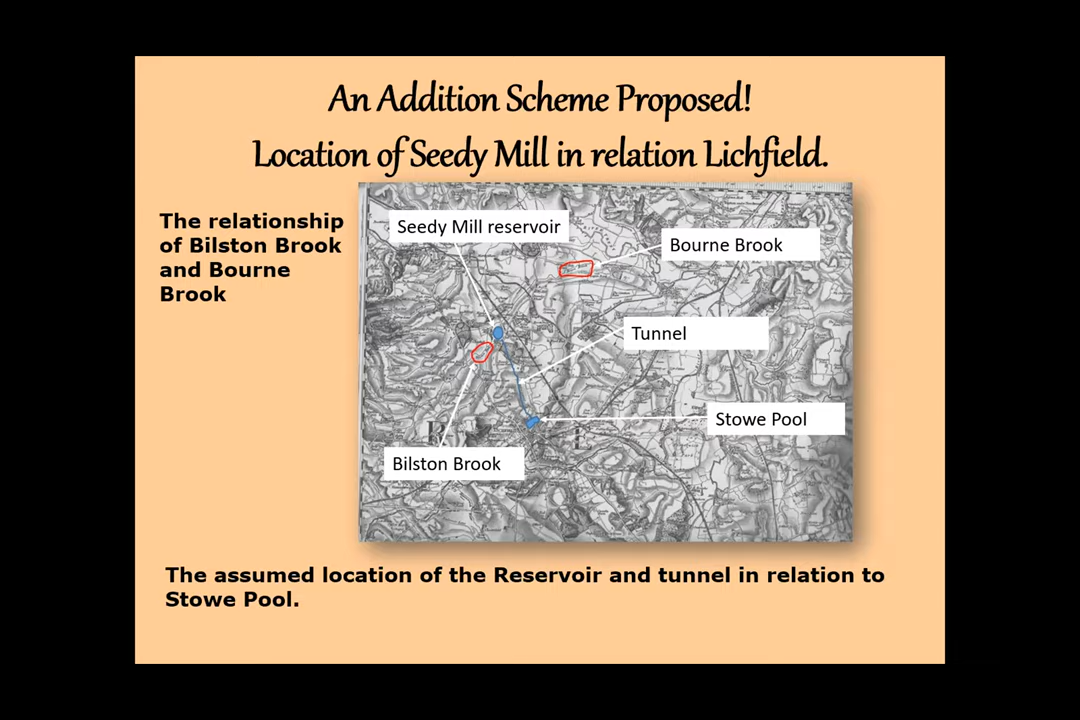 An Addition Scheme Proposed!
Location of Seedy Mill in relation Lichfield.
The relationship
of Bilston Brook
and Bourne
Brook
Seedy Mill reservoir
Bourne Brook
Tunnel
Stowe Pool
Bilston Brook
The assumed location of the Reservoir and tunnel in relation to
Stowe Pool.